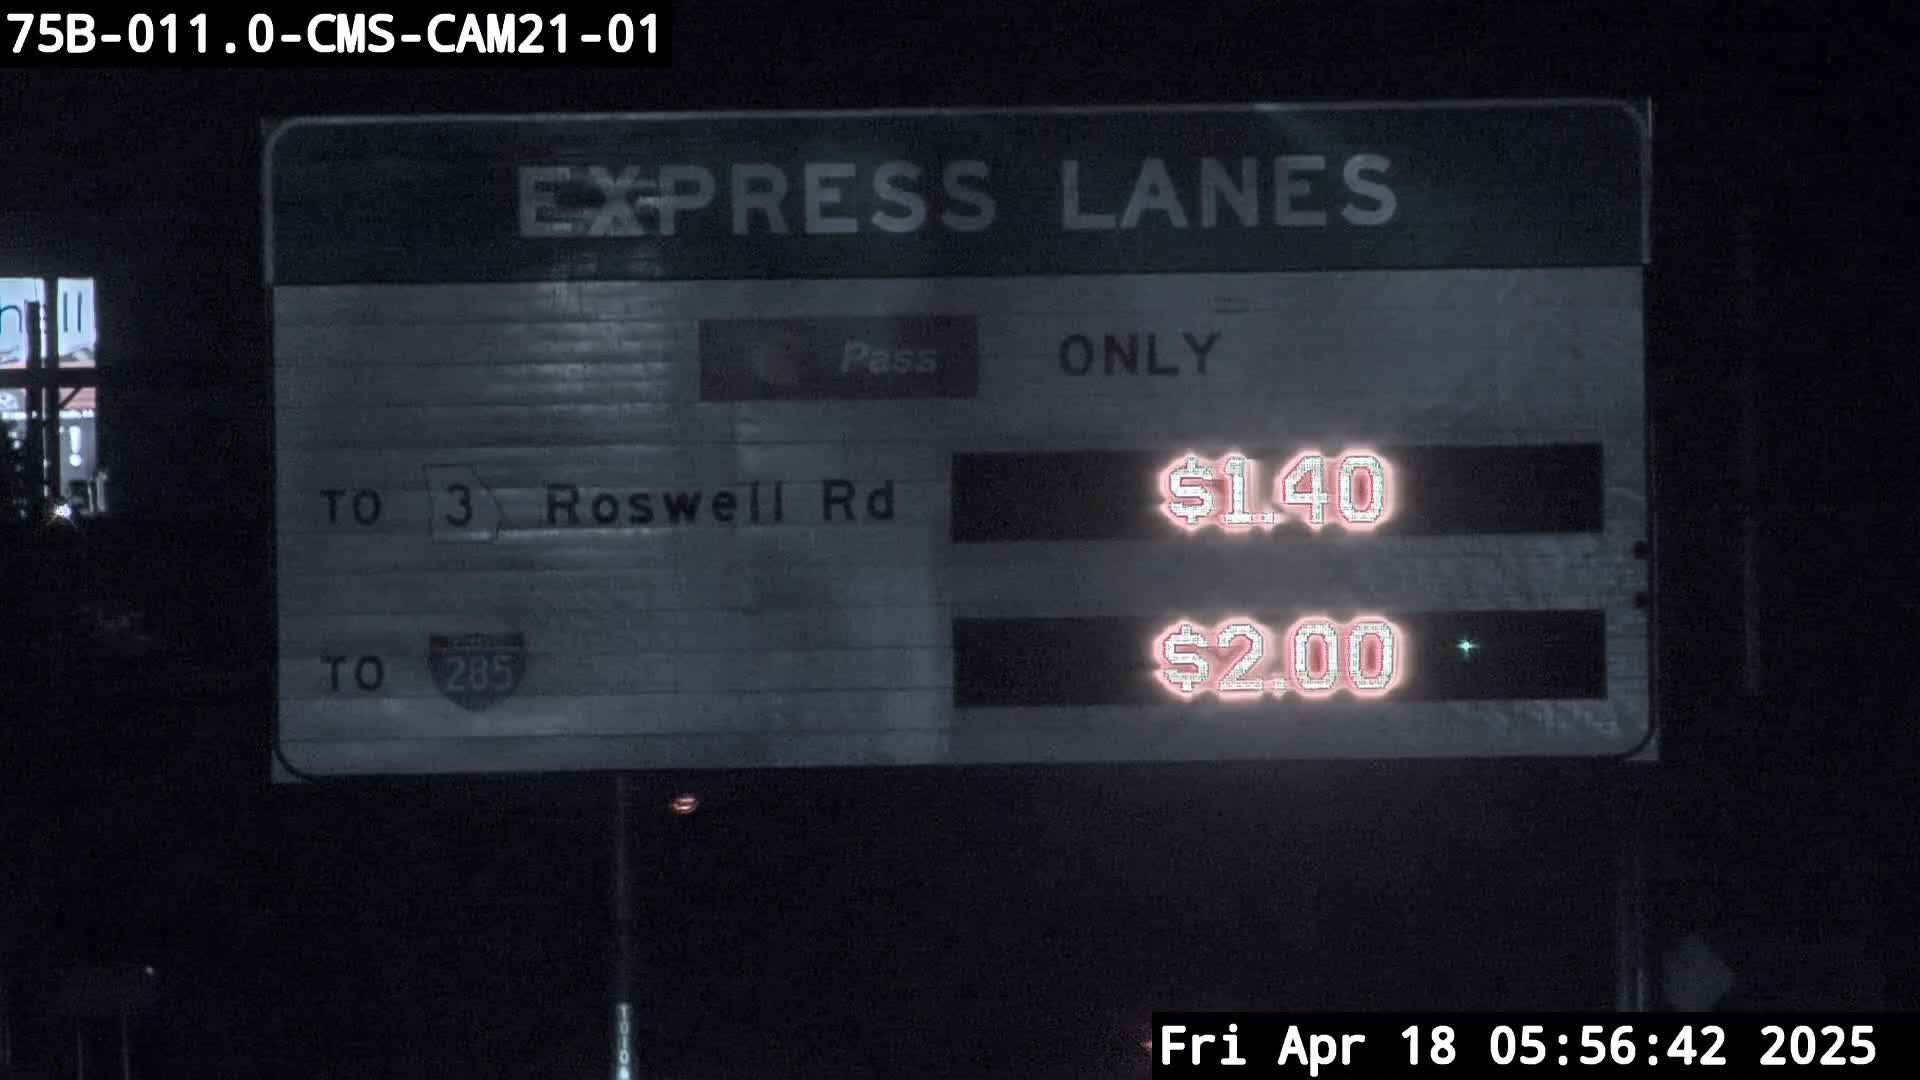 75B-011.0-CMS-CAM21-01
EXPRESS LANES
Pass ONLY
TO 3 Roswell Rd $1.40
TO 285 $2.00
Fri Apr 18 05:56:42 2025